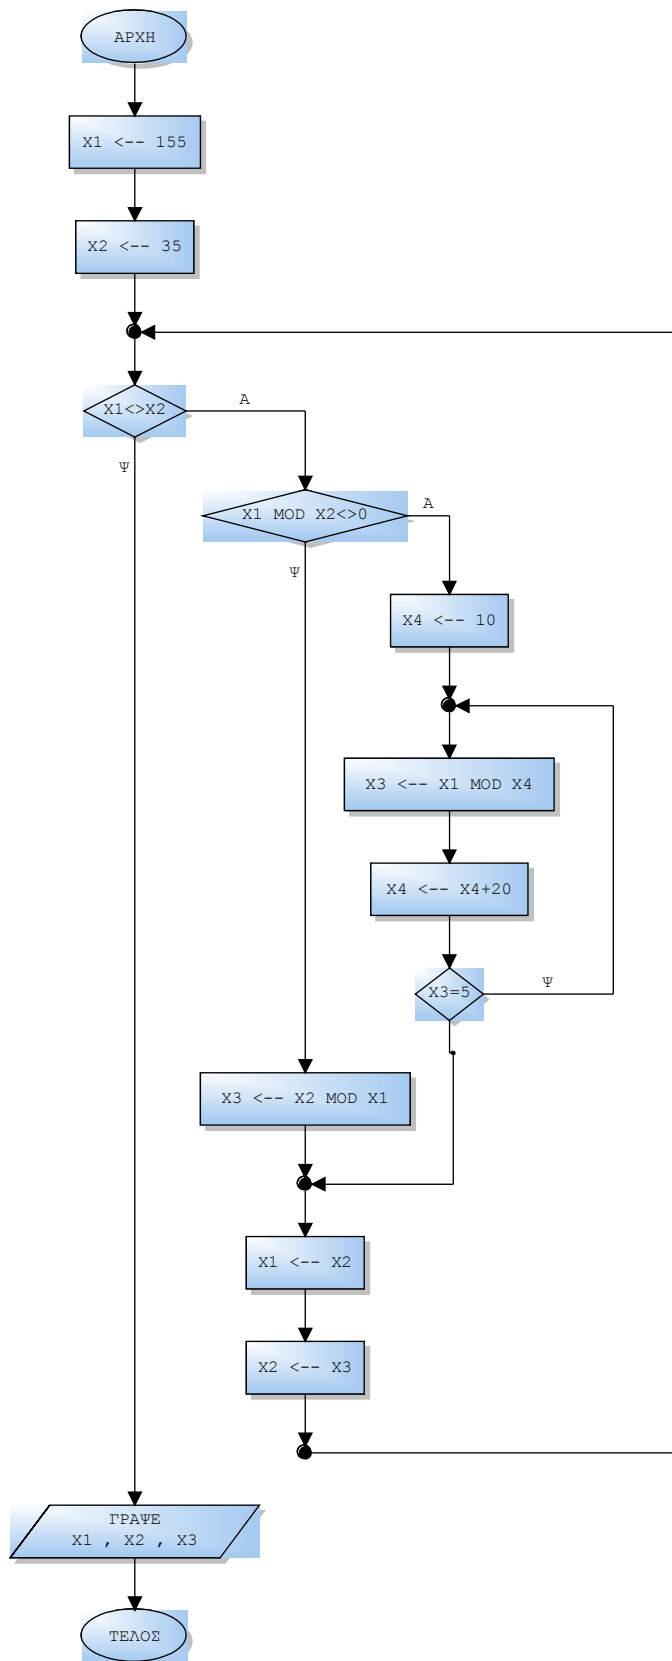 ΑΡΧΗ
X1 <-- 155
X2 <-- 35
X1<>X2
Α
Ψ
X1 MOD X2<>0
Α
Ψ
X4 <-- 10
X3 <-- X1 MOD X4
X4 <-- X4+20
X3=5
Ψ
X3 <-- X2 MOD X1
X1 <-- X2
X2 <-- X3
ΓΡΑΨΕ
X1 , X2 , X3
ΤΕΛΟΣ